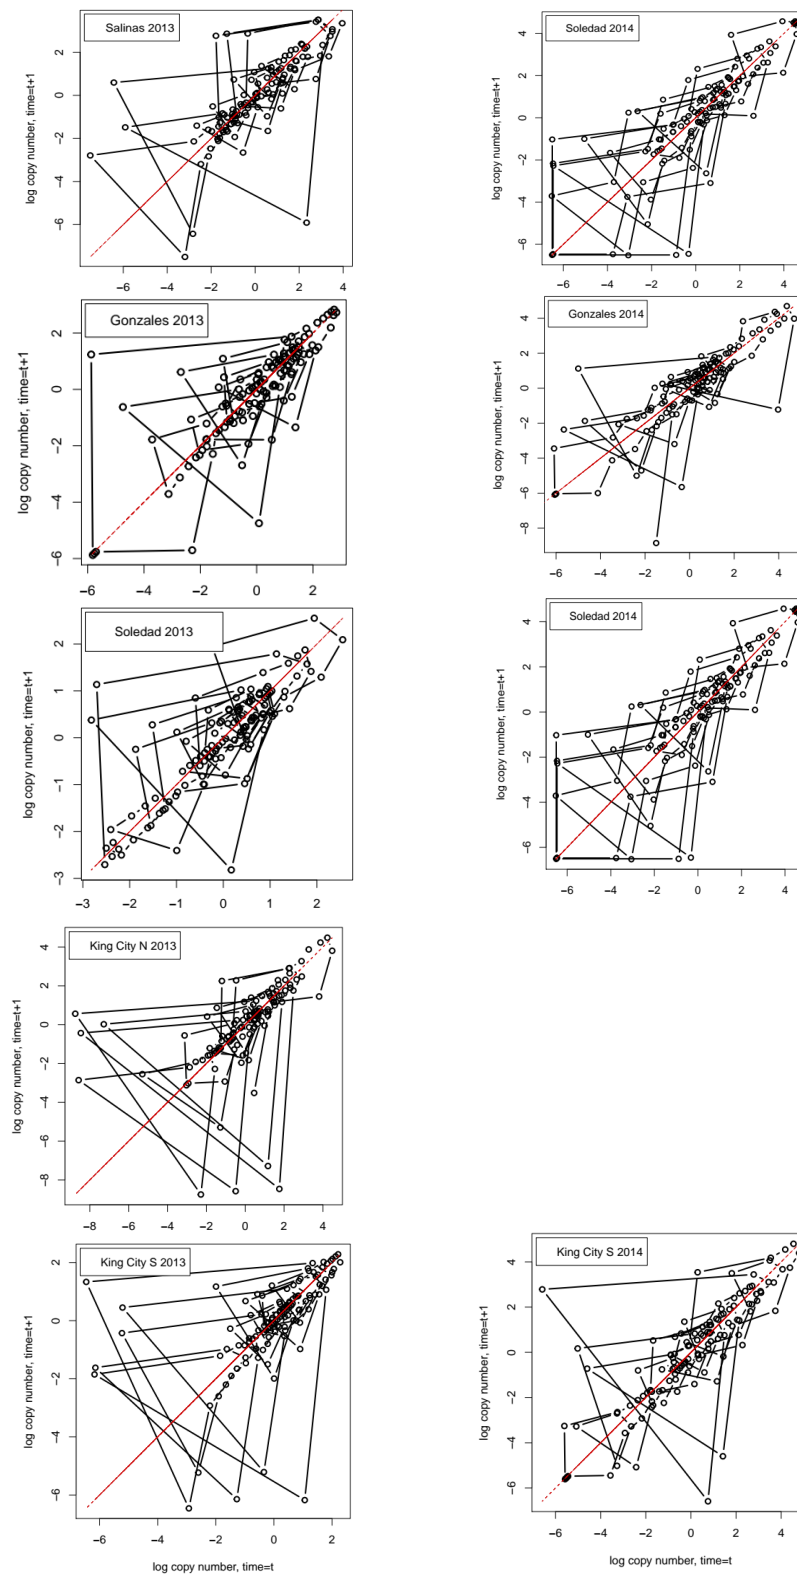 Salinas 2013
log copy number, time=t+1
2
0
−2
−4
−6
−6 −4 −2 0 2 4
Soledad 2014
log copy number, time=t+1
4
2
0
−2
−4
−6
−6 −4 −2 0 2 4
Gonzales 2013
log copy number, time=t+1
2
0
−2
−4
−6
−6 −4 −2 0 2
Gonzales 2014
log copy number, time=t+1
4
2
0
−2
−4
−6
−8
−6 −4 −2 0 2 4
Soledad 2013
log copy number, time=t+1
2
1
0
−1
−2
−3
−3 −2 −1 0 1 2
Soledad 2014
log copy number, time=t+1
4
2
0
−2
−4
−6
−6 −4 −2 0 2 4
King City N 2013
log copy number, time=t+1
4
2
0
−2
−4
−6
−8
−8 −6 −4 −2 0 2 4
King City S 2013
log copy number, time=t+1
2
0
−2
−4
−6
−6 −4 −2 0 2
log copy number, time=t
King City S 2014
log copy number, time=t+1
4
2
0
−2
−4
−6
−6 −4 −2 0 2 4
log copy number, time=t